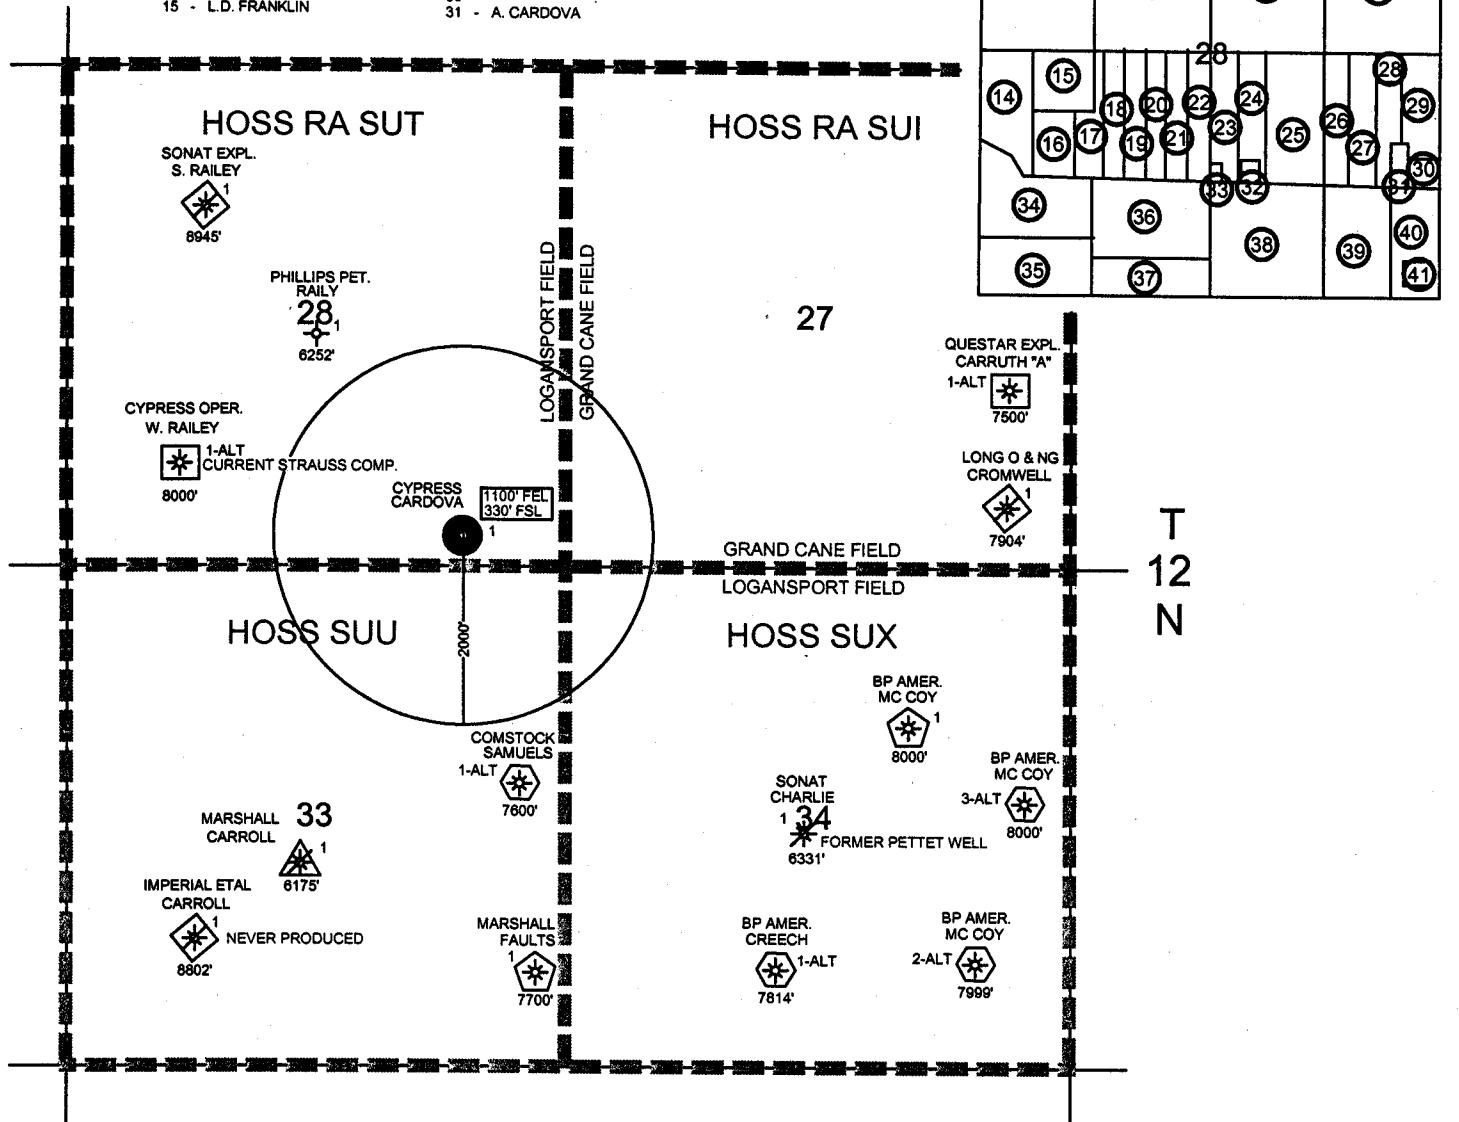 15 - L.D. FRANKLIN
31 - A. CARDOVA
28
14
15
16
17
18
19
20
21
22
23
24
25
26
27
28
29
30
31
32
33
34
35
36
37
38
39
40
41
HOSS RA SUT
SONAT EXPL.
S. RAILEY
1
8945'
PHILLIPS PET.
RAILY
28
1
6252'
CYPRESS OPER.
W. RAILEY
1-ALT
CURRENT STRAUSS COMP.
8000'
CYPRESS
CARDOVA
1100' FEL
330' FSL
1
2000'
LOGANSPORT FIELD
GRAND CANE FIELD
HOSS RA SUI
27
QUESTAR EXPL.
CARRUTH "A"
1-ALT
7500'
LONG O & NG
CROMWELL
1
7904'
GRAND CANE FIELD
LOGANSPORT FIELD
T
12
N
HOSS SUU
COMSTOCK
SAMUELS
1-ALT
7600'
33
MARSHALL
CARROLL
1
6175'
IMPERIAL ETAL
CARROLL
1
NEVER PRODUCED
8802'
MARSHALL
FAULTS
1
7700'
HOSS SUX
BP AMER.
MC COY
1
8000'
BP AMER.
MC COY
3-ALT
8000'
SONAT
CHARLIE
1
34
FORMER PETTET WELL
6331'
BP AMER.
CREECH
1-ALT
7814'
BP AMER.
MC COY
2-ALT
7999'